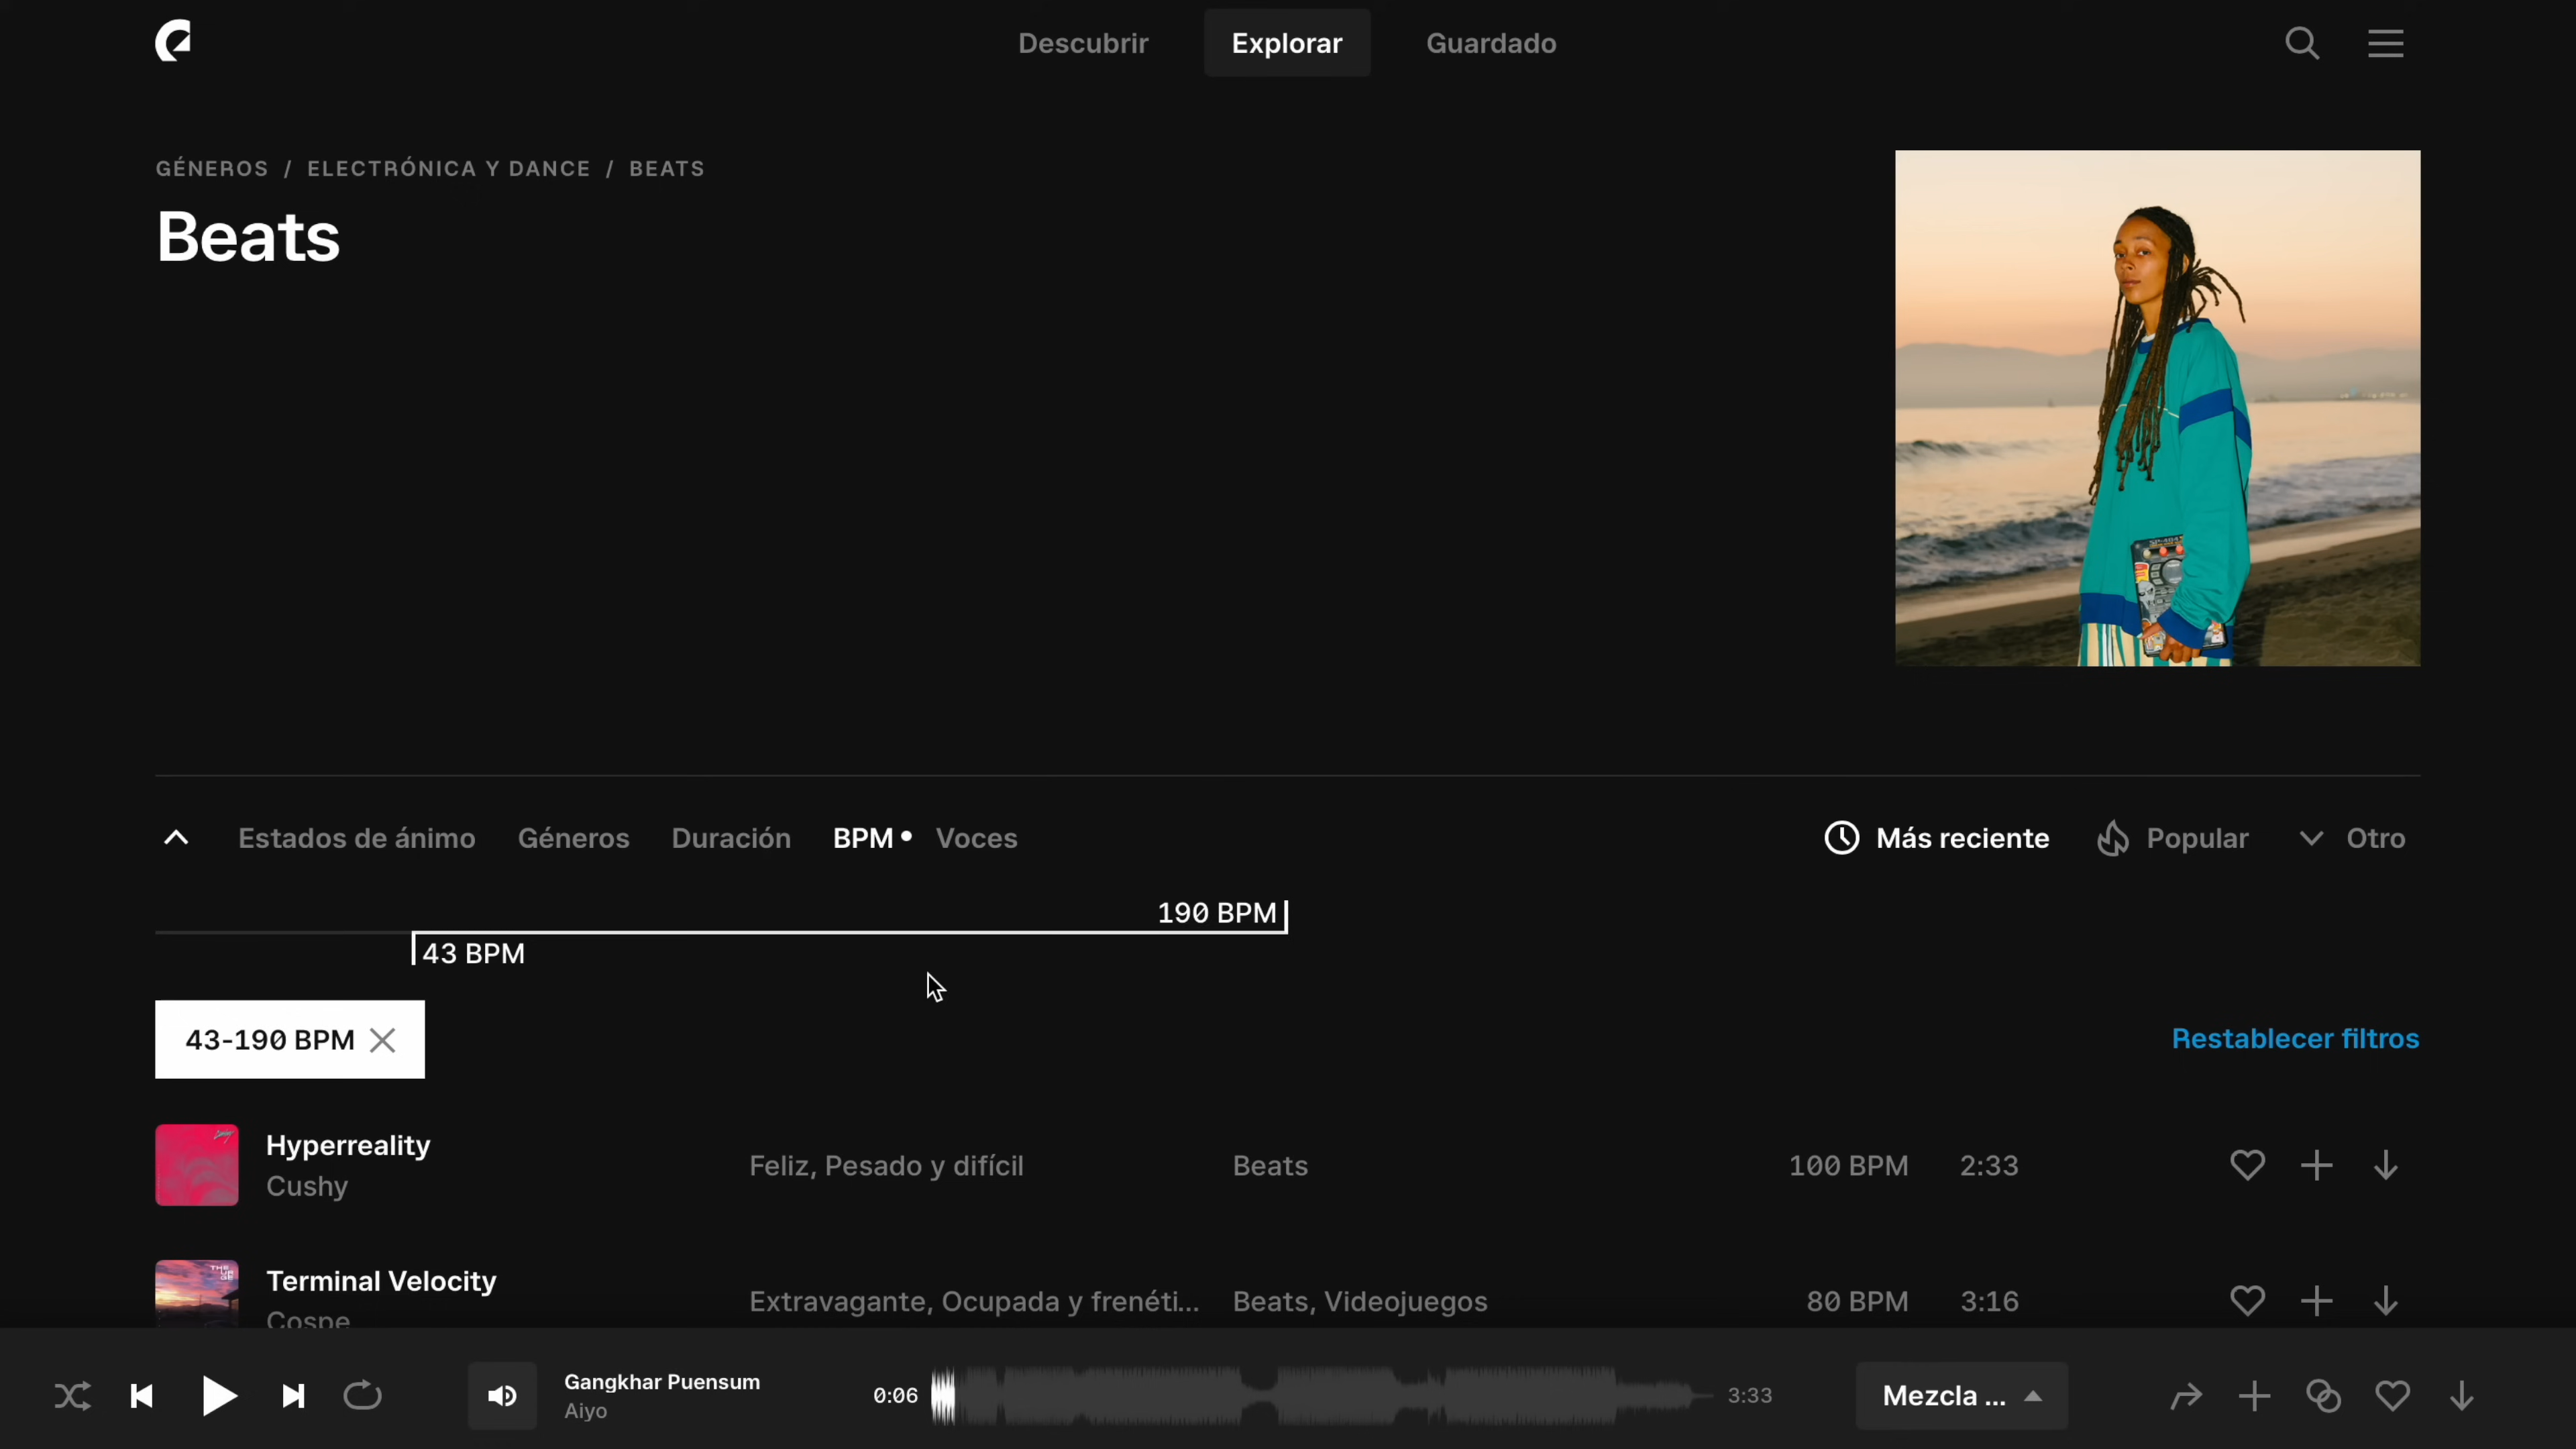 Descubrir Explorar Guardado
GÉNEROS / ELECTRÓNICA Y DANCE / BEATS
Beats
Estados de ánimo Géneros Duración BPM • Voces Más reciente Popular Otro
190 BPM
43 BPM
43-190 BPM Restablecer filtros
Hyperreality
Cushy
Feliz, Pesado y difícil Beats 100 BPM 2:33
Terminal Velocity
Cospe
Extravagante, Ocupada y frenéti... Beats, Videojuegos 80 BPM 3:16
Gangkhar Puensum
Aiyo
0:06 3:33 Mezcla ...